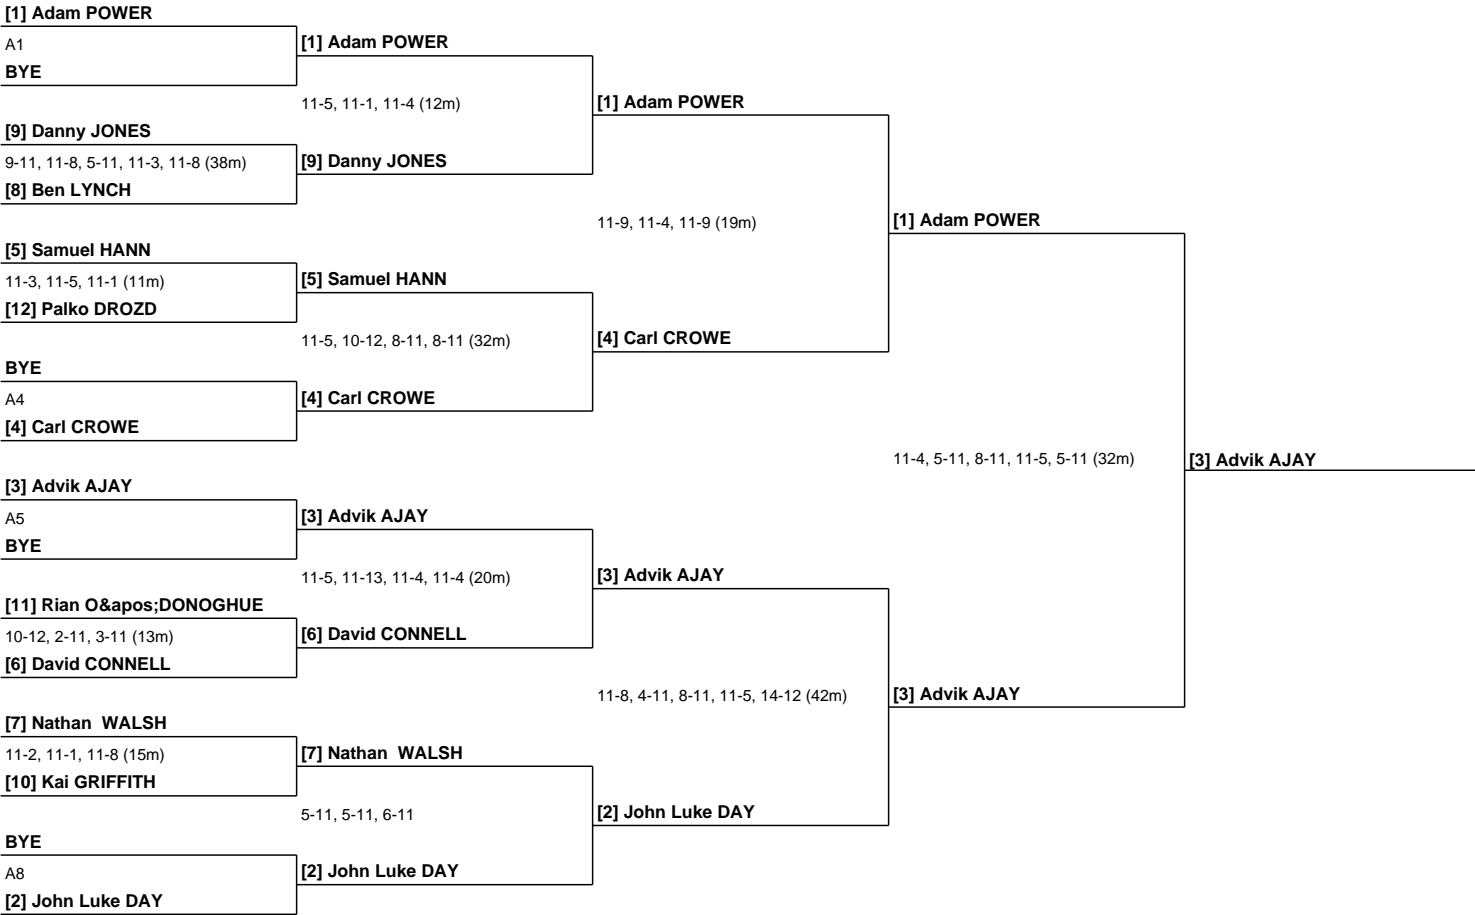 [1] Adam POWER
A1
BYE
[1] Adam POWER
11-5, 11-1, 11-4 (12m)
[1] Adam POWER
[9] Danny JONES
9-11, 11-8, 5-11, 11-3, 11-8 (38m)
[8] Ben LYNCH
[9] Danny JONES
11-9, 11-4, 11-9 (19m)
[1] Adam POWER
[5] Samuel HANN
11-3, 11-5, 11-1 (11m)
[12] Palko DROZD
[5] Samuel HANN
11-5, 10-12, 8-11, 8-11 (32m)
[4] Carl CROWE
BYE
A4
[4] Carl CROWE
[4] Carl CROWE
11-4, 5-11, 8-11, 11-5, 5-11 (32m)
[3] Advik AJAY
[3] Advik AJAY
A5
BYE
[3] Advik AJAY
11-5, 11-13, 11-4, 11-4 (20m)
[3] Advik AJAY
[11] Rian O&apos;DONOGHUE
10-12, 2-11, 3-11 (13m)
[6] David CONNELL
[6] David CONNELL
11-8, 4-11, 8-11, 11-5, 14-12 (42m)
[3] Advik AJAY
[7] Nathan  WALSH
11-2, 11-1, 11-8 (15m)
[10] Kai GRIFFITH
[7] Nathan  WALSH
5-11, 5-11, 6-11
[2] John Luke DAY
BYE
A8
[2] John Luke DAY
[2] John Luke DAY